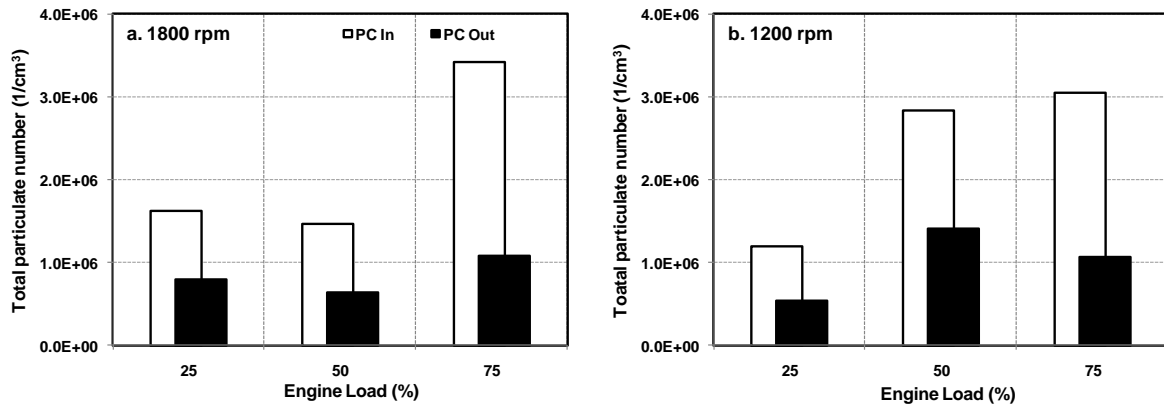 Total particulate number (1/cm³)
4.0E+06
3.0E+06
2.0E+06
1.0E+06
0.0E+00
a. 1800 rpm
PC In
PC Out
25
50
75
Engine Load (%)
Toatal particulate number (1/cm³)
4.0E+06
3.0E+06
2.0E+06
1.0E+06
0.0E+00
b. 1200 rpm
25
50
75
Engine Load (%)